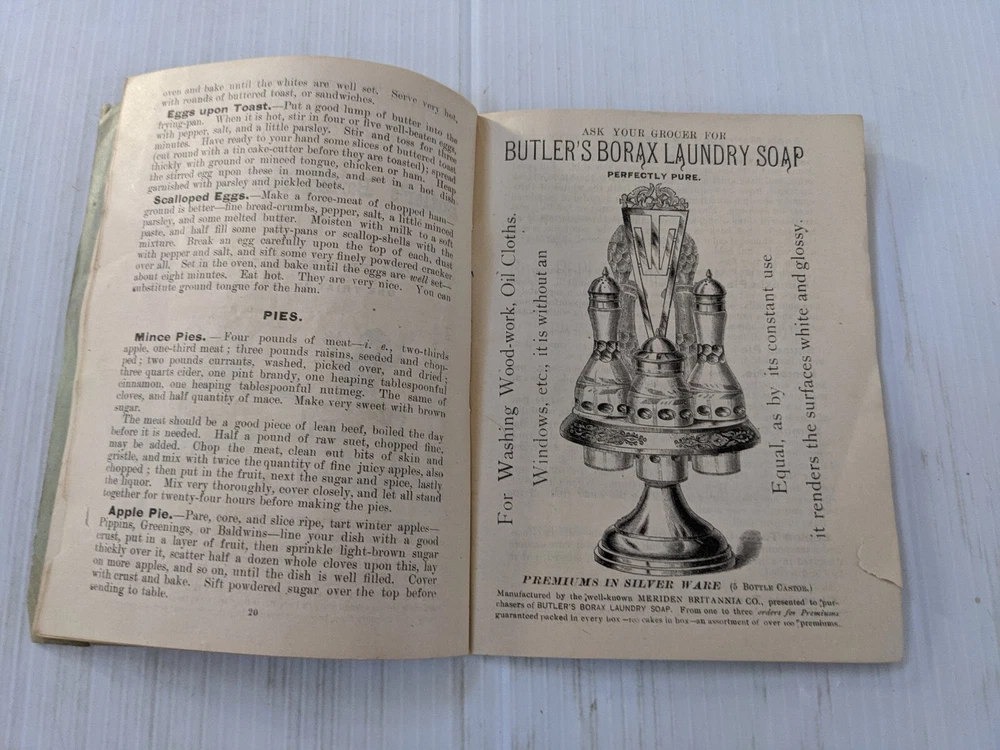 oven and bake until the whites are well set. Serve very hot,
with rounds of buttered toast, or sandwiches.
Eggs upon Toast.—Put a good lump of butter into the
frying-pan. When it is hot, stir in four or five well-beaten eggs,
with pepper, salt, and a little parsley. Stir and toss for three
minutes. Have ready to your hand some slices of buttered toast
(cut round with a tin cake-cutter before they are toasted); spread
thickly with ground or minced tongue, chicken or ham. Heap
the stirred egg upon these in mounds, and set in a hot dish
garnished with parsley and pickled beets.
Scalloped Eggs.—Make a force-meat of chopped ham—
ground is better—fine bread-crumbs, pepper, salt, a little minced
parsley, and some melted butter. Moisten with milk to a soft
paste, and half fill some patty-pans or scallop-shells with the
mixture. Break an egg carefully upon the top of each, dust
with pepper and salt, and sift some very finely powdered cracker
over all. Set in the oven, and bake until the eggs are well set—
about eight minutes. Eat hot. They are very nice. You can
substitute ground tongue for the ham.
PIES.
Mince Pies.—Four pounds of meat—i. e., two-thirds
apple, one-third meat; three pounds raisins, seeded and chop-
ped; two pounds currants, washed, picked over, and dried;
three quarts cider, one pint brandy, one heaping tablespoonful
cinnamon, one heaping tablespoonful nutmeg. The same of
cloves, and half quantity of mace. Make very sweet with brown
sugar.
The meat should be a good piece of lean beef, boiled the day
before it is needed. Half a pound of raw suet, chopped fine,
may be added. Chop the meat, clean out bits of skin and
gristle, and mix with twice the quantity of fine juicy apples, also
chopped; then put in the fruit, next the sugar and spice, lastly
the liquor. Mix very thoroughly, cover closely, and let all stand
together for twenty-four hours before making the pies.
Apple Pie.—Pare, core, and slice ripe, tart winter apples—
Pippins, Greenings, or Baldwins—line your dish with a good
crust, put in a layer of fruit, then sprinkle light-brown sugar
thickly over it, scatter half a dozen whole cloves upon this, lay
on more apples, and so on, until the dish is well filled. Cover
with crust and bake. Sift powdered sugar over the top before
sending to table.
20
ASK YOUR GROCER FOR
BUTLER'S BORAX LAUNDRY SOAP
PERFECTLY PURE.
For Washing Wood-work, Oil Cloths.
Windows, etc., it is without an
Equal, as by its constant use
it renders the surfaces white and glossy.
PREMIUMS IN SILVER WARE (5 BOTTLE CASTOR.)
Manufactured by the well-known MERIDEN BRITANNIA CO., presented to pur-
chasers of BUTLER'S BORAX LAUNDRY SOAP. From one to three orders for Premiums
guaranteed packed in every box—100 cakes in box—an assortment of over 100 premiums.